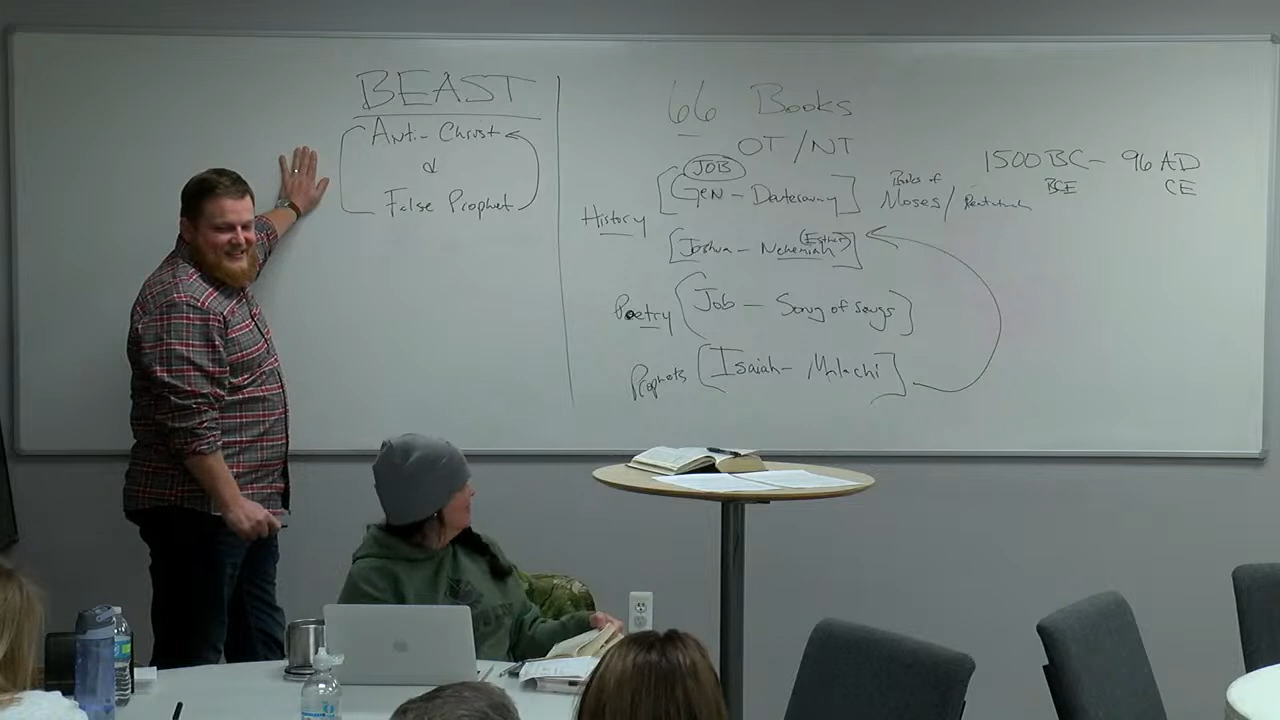 BEAST
Anti-Christ
&
False Prophet
66 Books
OT/NT
JOB
GEN - Deuteronomy
Books of
Moses/Pentateuch
1500 BC - 96 AD
BCE
CE
History
Joshua - Nehemiah (Esther)
Poetry
Job - Song of songs
Prophets
Isaiah - Malachi